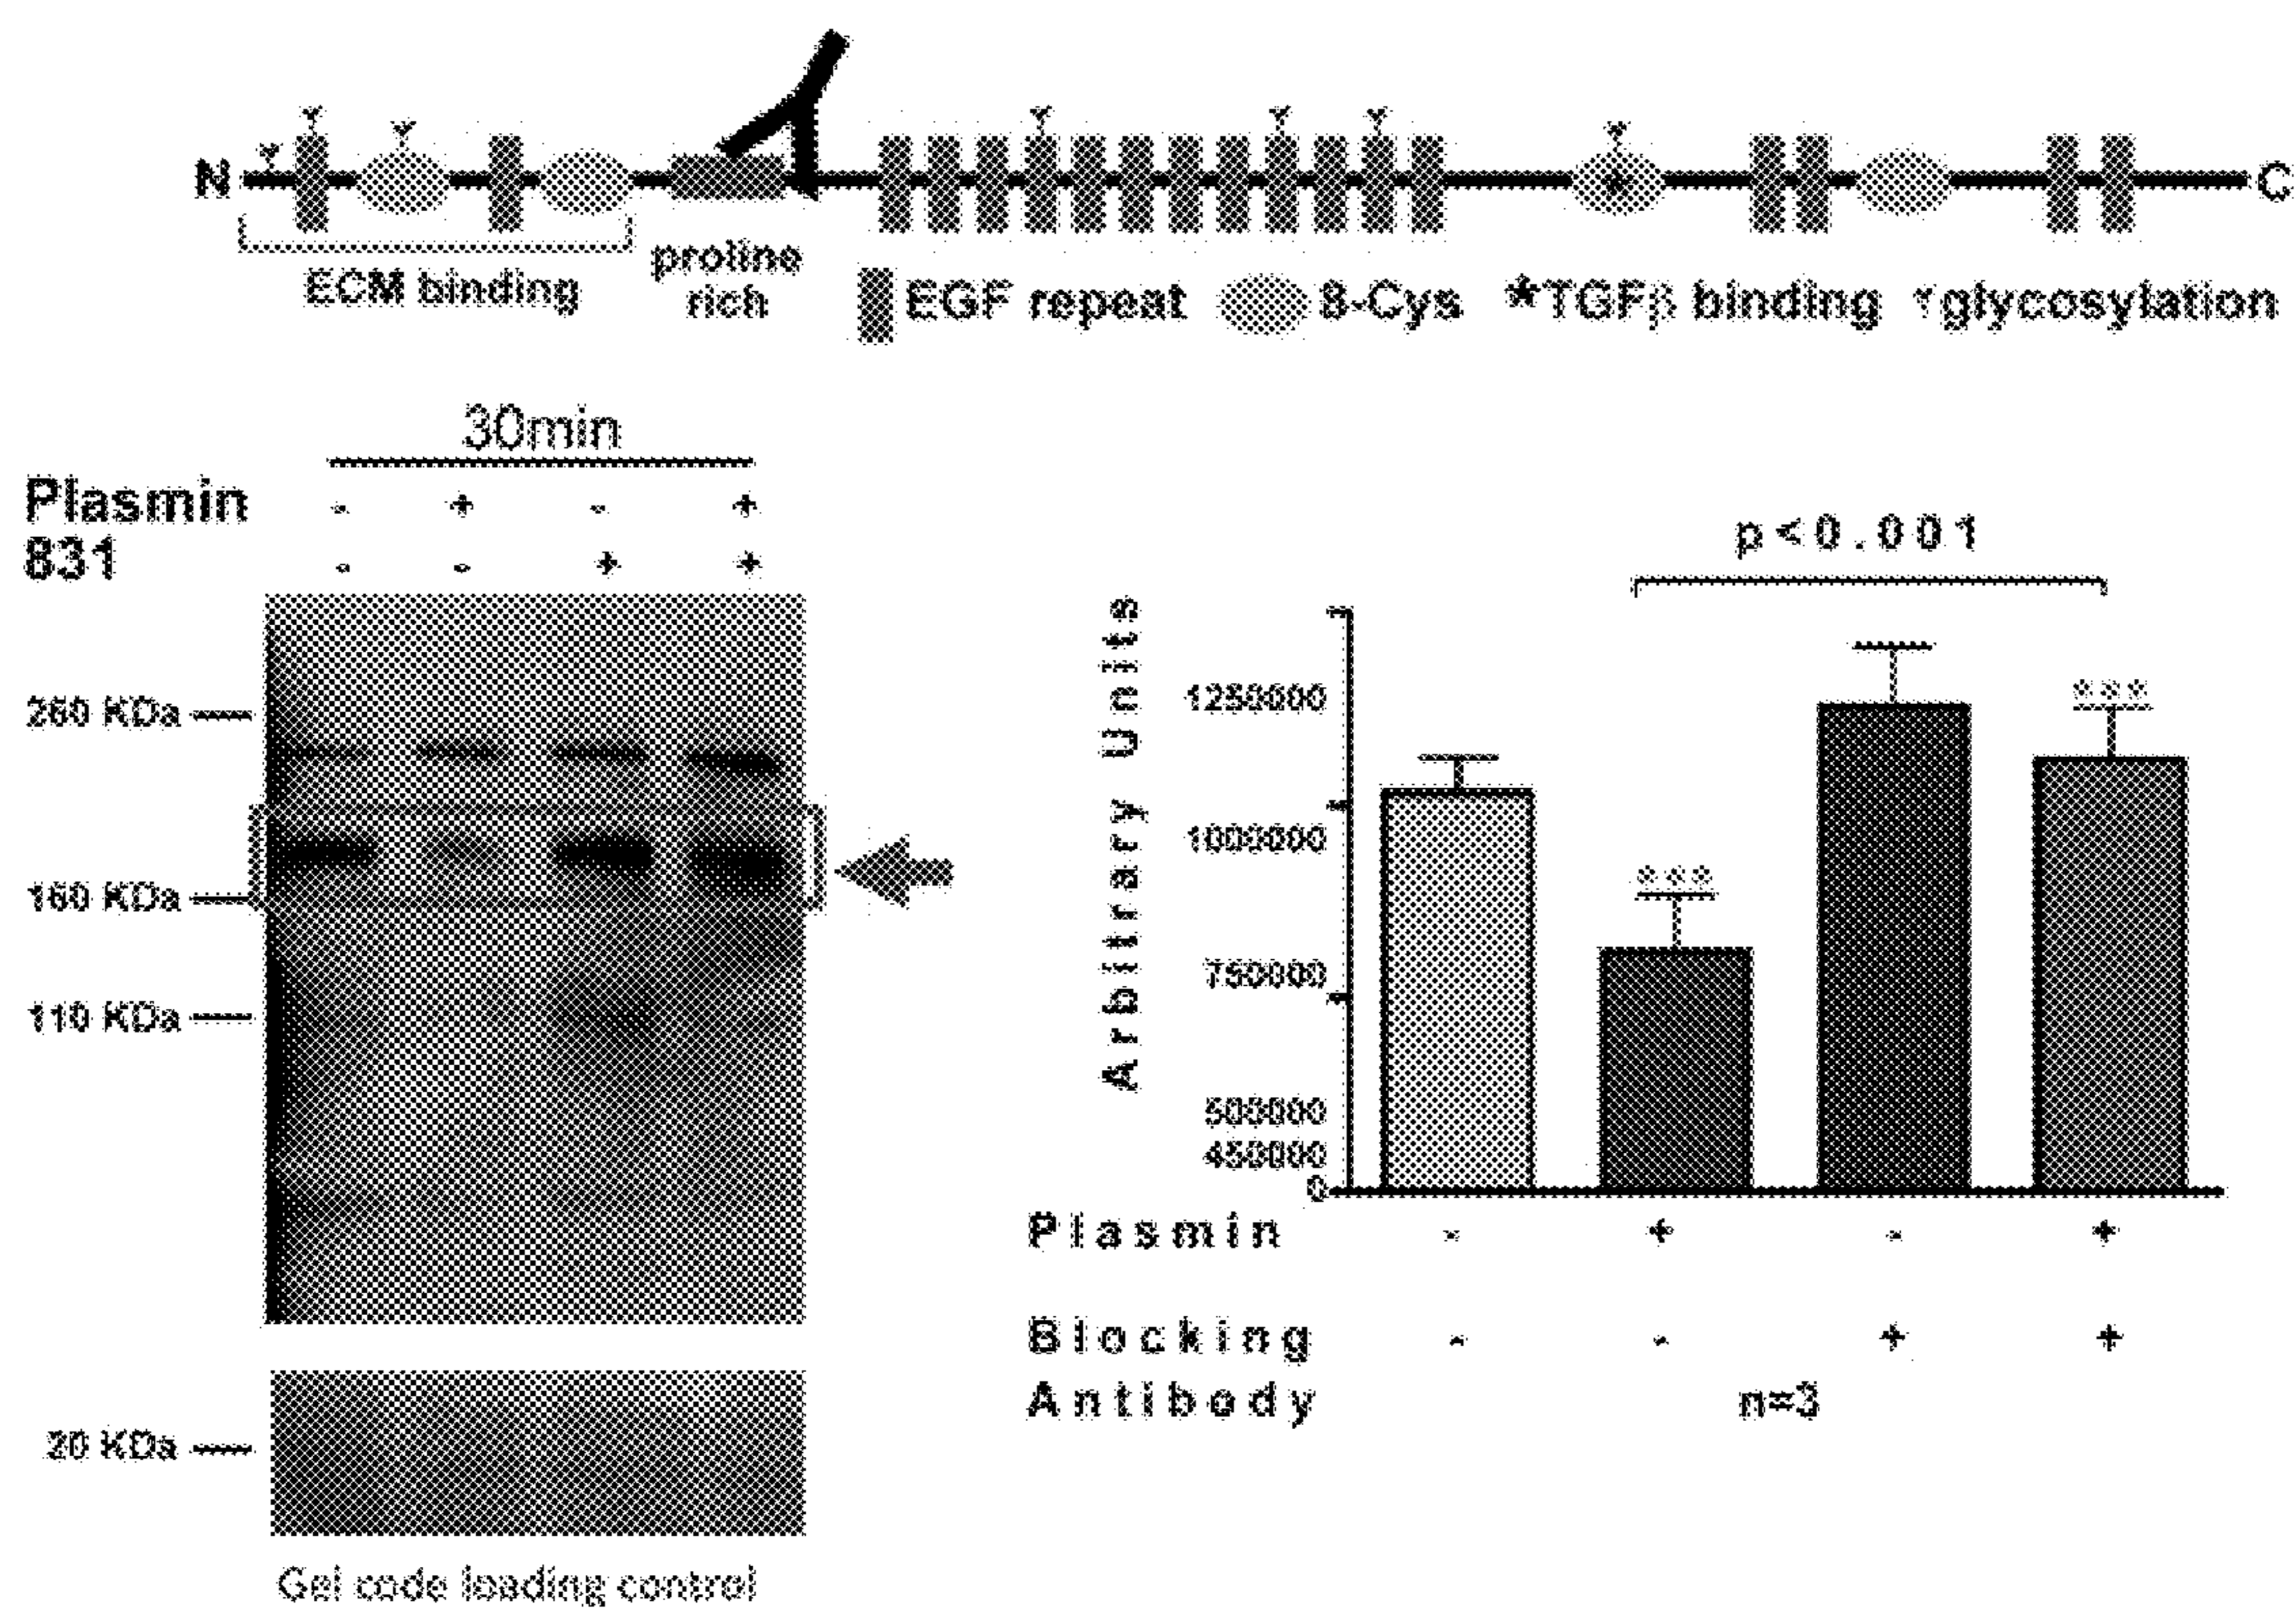 N
C
ECM binding
proline
rich
EGF repeat
8-Cys
*TGFβ binding
glycosylation
30min
Plasmin - + - +
831 - - + +
260 KDa
160 KDa
110 KDa
20 KDa
Gel code loading control
p<0.001
Arbitrary Units
1250000
1000000
750000
500000
450000
0
***
***
Plasmin - + - +
Blocking - - + +
Antibody
n=3